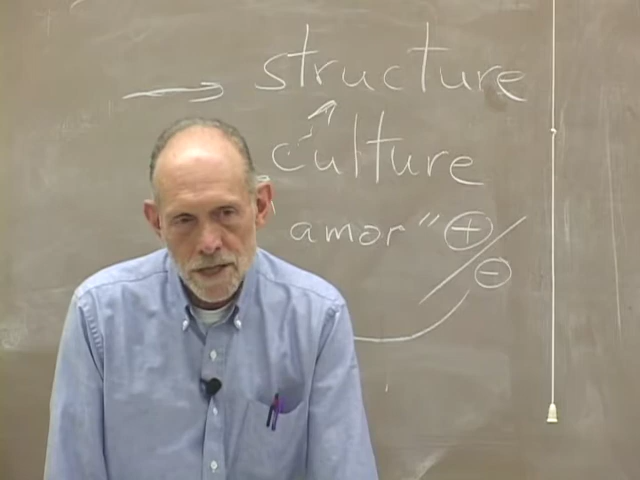 → structure
culture
"amor" ⊕/⊖